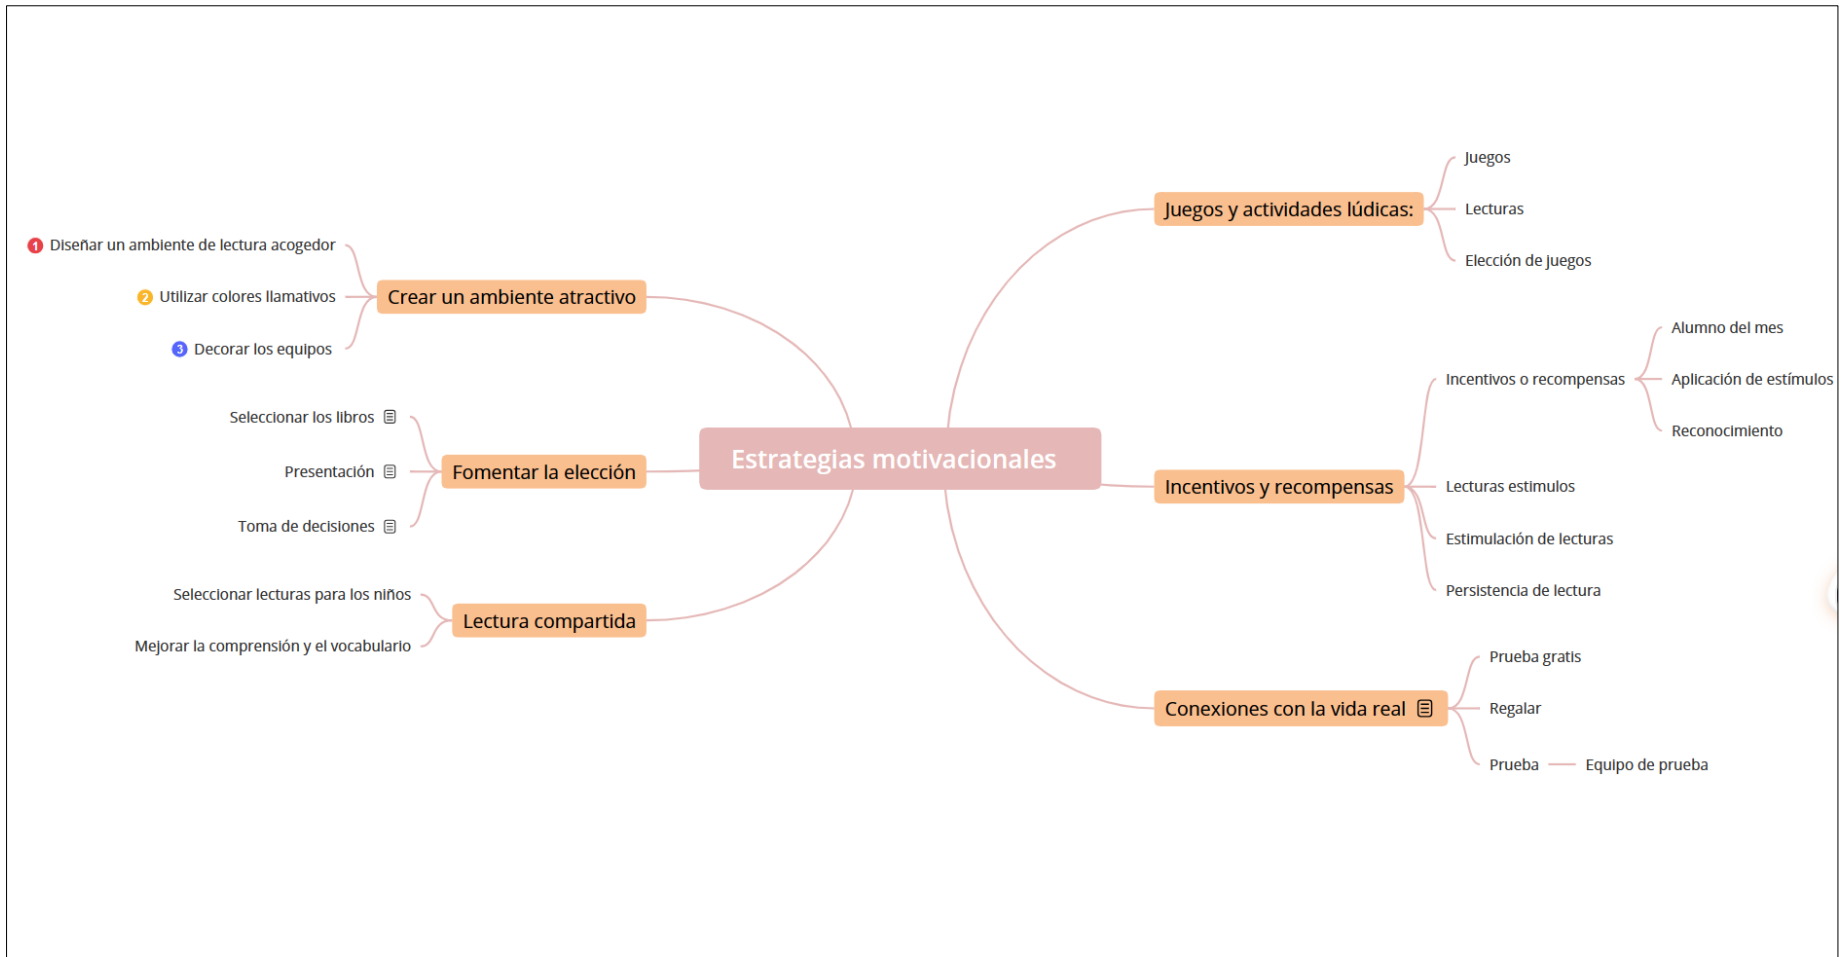 Estrategias motivacionales
Crear un ambiente atractivo
1 Diseñar un ambiente de lectura acogedor
2 Utilizar colores llamativos
3 Decorar los equipos
Fomentar la elección
Seleccionar los libros
Presentación
Toma de decisiones
Lectura compartida
Seleccionar lecturas para los niños
Mejorar la comprensión y el vocabulario
Juegos y actividades lúdicas:
Juegos
Lecturas
Elección de juegos
Incentivos y recompensas
Incentivos o recompensas
Alumno del mes
Aplicación de estímulos
Reconocimiento
Lecturas estimulos
Estimulación de lecturas
Persistencia de lectura
Conexiones con la vida real
Prueba gratis
Regalar
Prueba
Equipo de prueba